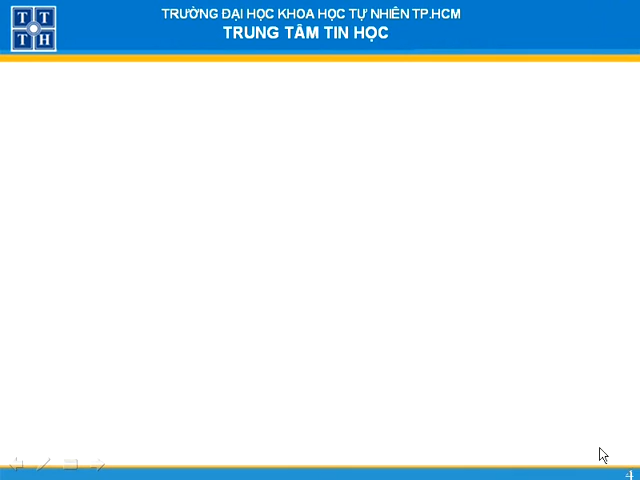 T T
T H
TRƯỜNG ĐẠI HỌC KHOA HỌC TỰ NHIÊN TP.HCM
TRUNG TÂM TIN HỌC
4